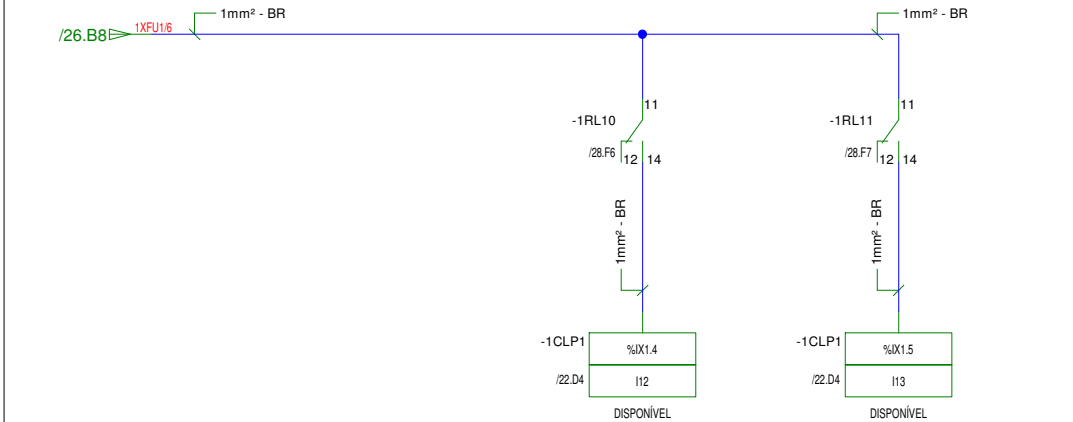 1mm² - BR
1mm² - BR
/26.B8
1XFU1/6
11
11
-1RL10
-1RL11
/28.F6
12
14
/28.F7
12
14
1mm² - BR
1mm² - BR
-1CLP1
%IX1.4
-1CLP1
%IX1.5
/22.D4
I12
/22.D4
I13
DISPONÍVEL
DISPONÍVEL